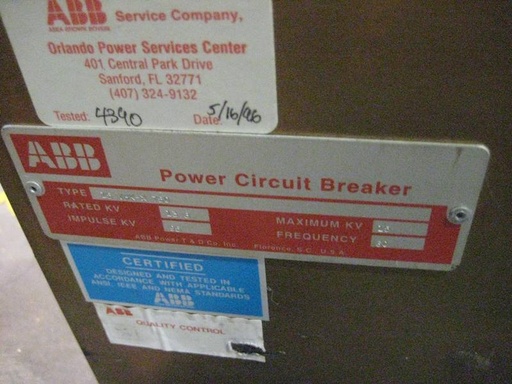 ABB
ASEA BROWN BOVERI
Service Company,
Orlando Power Services Center
401 Central Park Drive
Sanford, FL 32771
(407) 324-9132
Tested: 4390 Date: 5/16/96
ABB
Power Circuit Breaker
TYPE
RATED KV
IMPULSE KV
MAXIMUM KV
FREQUENCY
ABB Power T & D Co. Inc. Florence, S.C. U.S.A.
CERTIFIED
DESIGNED AND TESTED IN
ACCORDANCE WITH APPLICABLE
ANSI, IEEE AND NEMA STANDARDS
ABB
ABB
QUALITY CONTROL